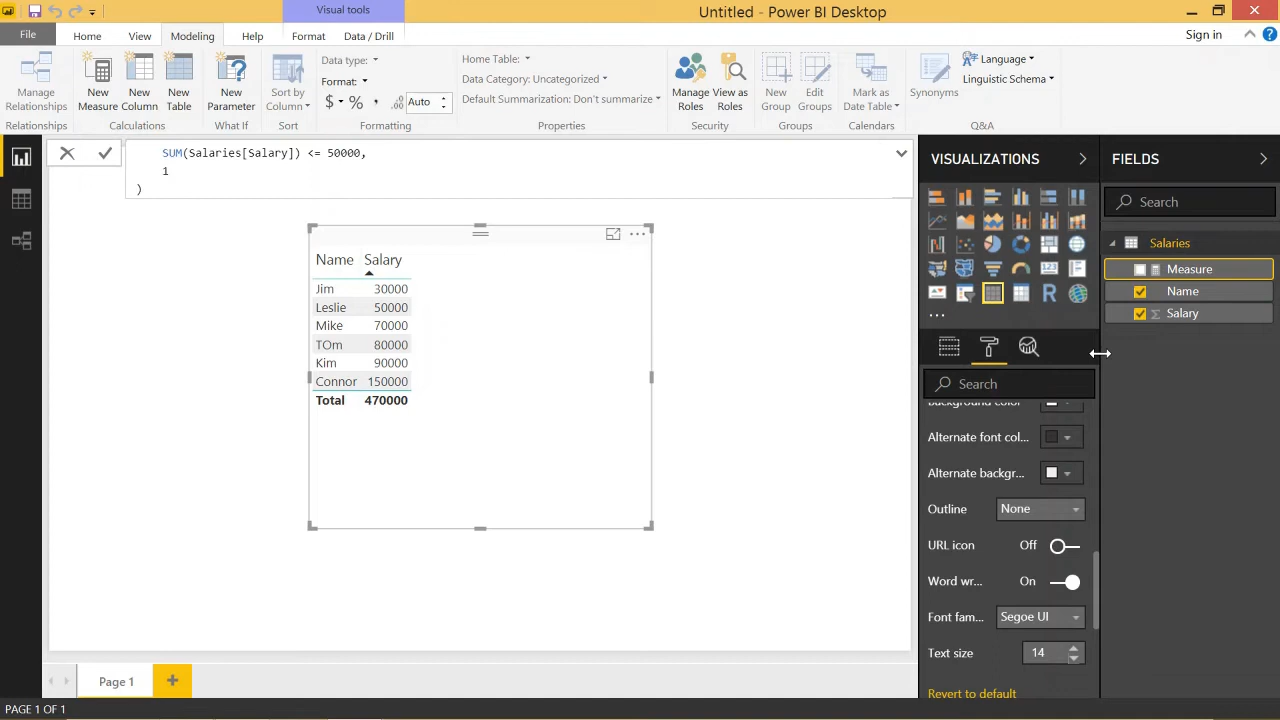 Visual tools
Untitled - Power BI Desktop
File
Home
View
Modeling
Help
Format
Data / Drill
Sign in
Manage
Relationships
Relationships
New
Measure
New
Column
New
Table
Calculations
New
Parameter
What If
Sort by
Column
Sort
Data type:
Format:
$ % , .00 Auto
Formatting
Home Table:
Data Category: Uncategorized
Default Summarization: Don't summarize
Properties
Manage
Roles
View as
Roles
Security
New
Group
Edit
Groups
Groups
Mark as
Date Table
Calendars
Synonyms
Language
Linguistic Schema
Q&A
SUM(Salaries[Salary]) <= 50000,
1
)
Name Salary
Jim 30000
Leslie 50000
Mike 70000
TOm 80000
Kim 90000
Connor 150000
Total 470000
VISUALIZATIONS
R
123
Search
Background color
Alternate font col...
Alternate backgr...
Outline None
URL icon Off
Word wr... On
Font fam... Segoe UI
Text size 14
Revert to default
FIELDS
Search
Salaries
Measure
Name
Salary
Page 1
PAGE 1 OF 1